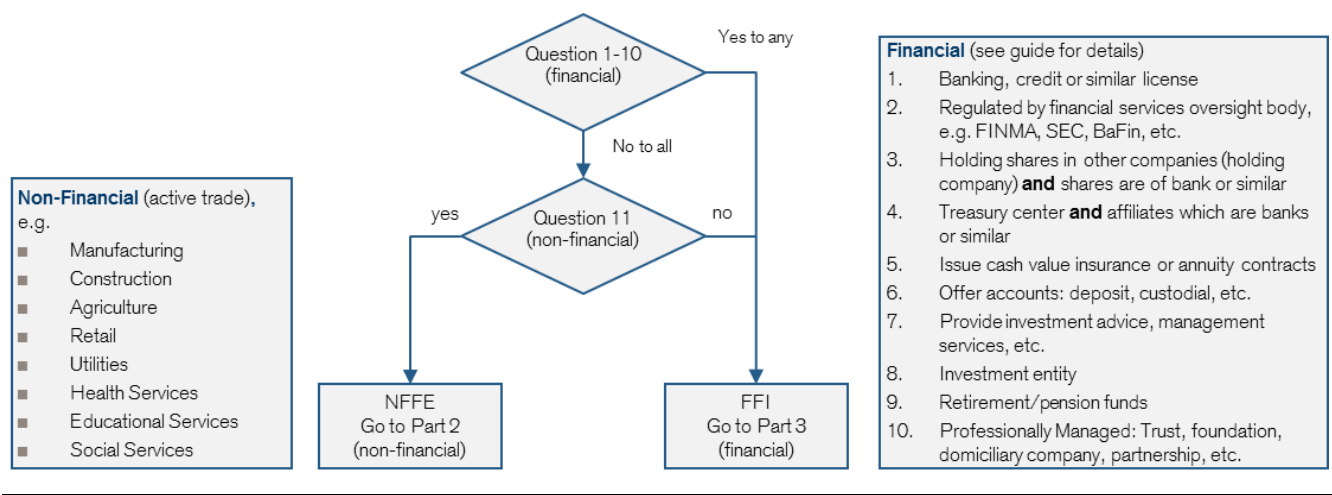 Question 1-10
(financial)
Yes to any
No to all
Question 11
(non-financial)
yes
no
NFFE
Go to Part 2
(non-financial)
FFI
Go to Part 3
(financial)
Non-Financial (active trade),
e.g.
■ Manufacturing
■ Construction
■ Agriculture
■ Retail
■ Utilities
■ Health Services
■ Educational Services
■ Social Services
Financial (see guide for details)
1. Banking, credit or similar license
2. Regulated by financial services oversight body,
e.g. FINMA, SEC, BaFin, etc.
3. Holding shares in other companies (holding
company) and shares are of bank or similar
4. Treasury center and affiliates which are banks
or similar
5. Issue cash value insurance or annuity contracts
6. Offer accounts: deposit, custodial, etc.
7. Provide investment advice, management
services, etc.
8. Investment entity
9. Retirement/pension funds
10. Professionally Managed: Trust, foundation,
domiciliary company, partnership, etc.